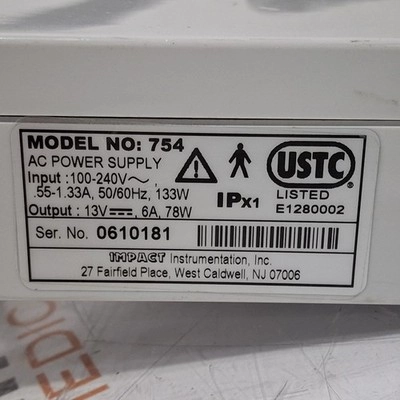 MODEL NO: 754
AC POWER SUPPLY
Input :100-240V~,
.55-1.33A, 50/60Hz, 133W
Output : 13V⎓, 6A, 78W
IPX1
USTC
LISTED
E1280002
Ser. No. 0610181
IMPACT Instrumentation, Inc.
27 Fairfield Place, West Caldwell, NJ 07006